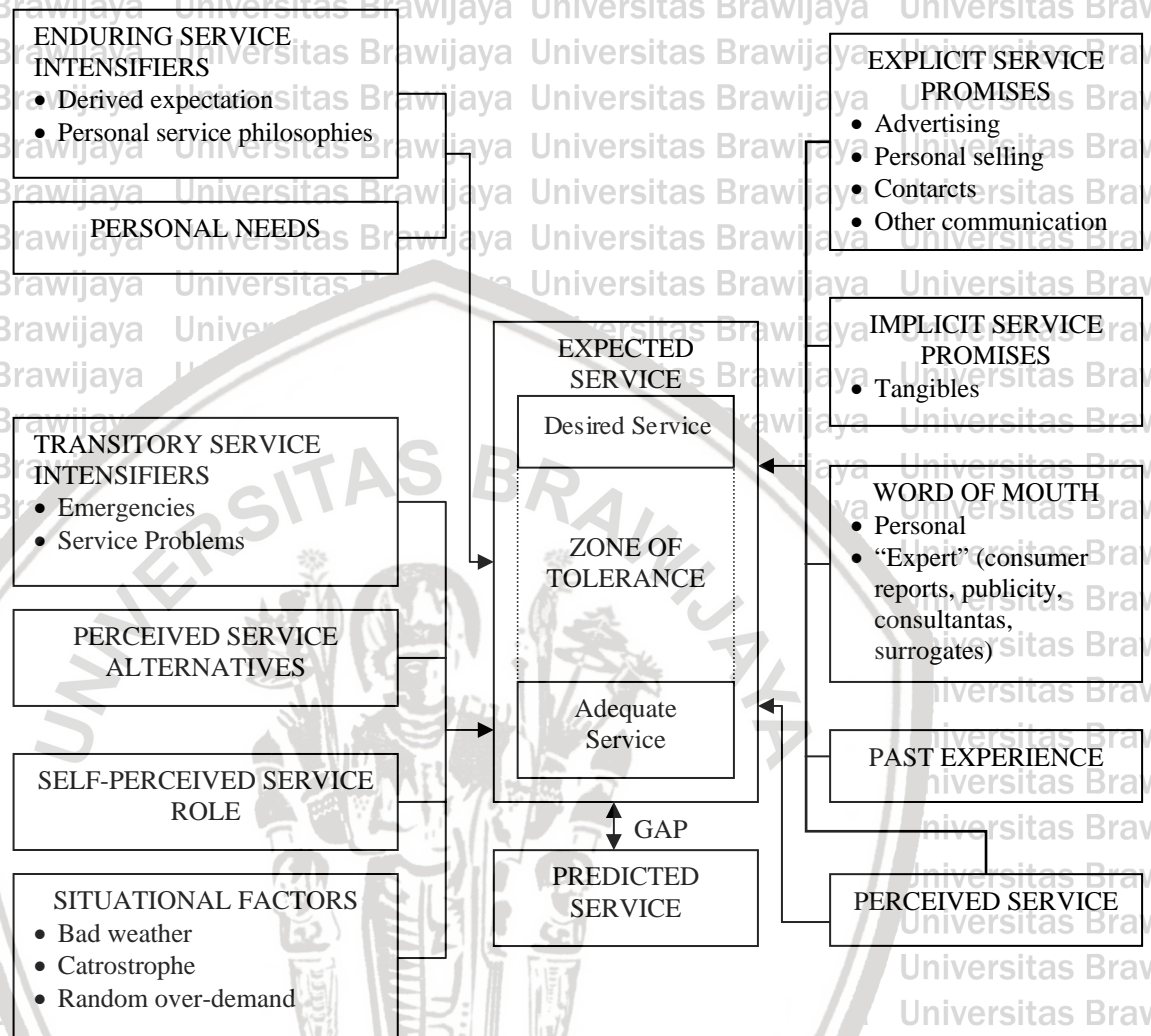 ENDURING SERVICE
INTENSIFIERS
• Derived expectation
• Personal service philosophies
PERSONAL NEEDS
TRANSITORY SERVICE
INTENSIFIERS
• Emergencies
• Service Problems
PERCEIVED SERVICE
ALTERNATIVES
SELF-PERCEIVED SERVICE
ROLE
SITUATIONAL FACTORS
• Bad weather
• Catrostrophe
• Random over-demand
EXPECTED
SERVICE
Desired Service
ZONE OF
TOLERANCE
Adequate
Service
GAP
PREDICTED
SERVICE
EXPLICIT SERVICE
PROMISES
• Advertising
• Personal selling
• Contarcts
• Other communication
IMPLICIT SERVICE
PROMISES
• Tangibles
WORD OF MOUTH
• Personal
• “Expert” (consumer
reports, publicity,
consultantas,
surrogates)
PAST EXPERIENCE
PERCEIVED SERVICE
UNIVERSITAS BRAWIJAYA
Universitas Brawijaya